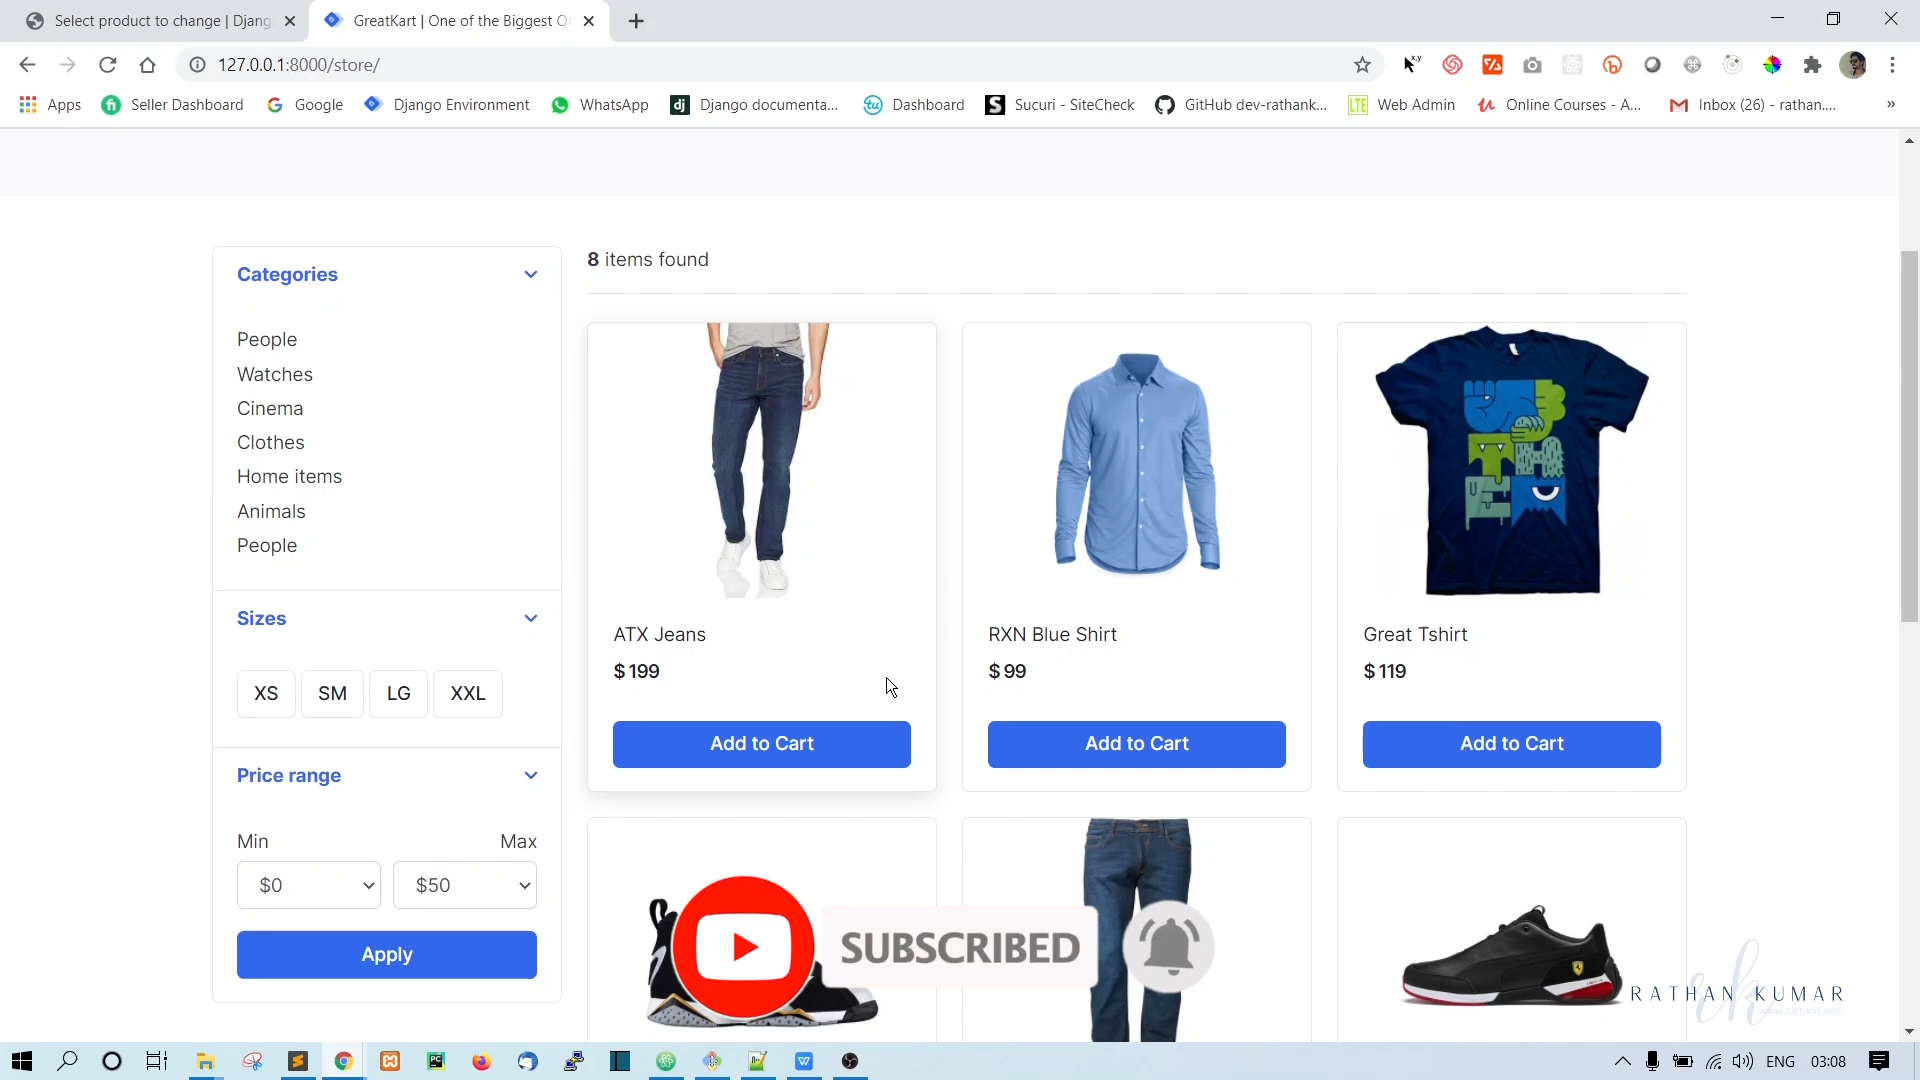 Select product to change | Djang
GreatKart | One of the Biggest O
127.0.0.1:8000/store/
Apps
Seller Dashboard
Google
Django Environment
WhatsApp
Django documenta...
Dashboard
Sucuri - SiteCheck
GitHub dev-rathank...
Web Admin
Online Courses - A...
Inbox (26) - rathan....
Categories
People
Watches
Cinema
Clothes
Home items
Animals
People
Sizes
XS SM LG XXL
Price range
Min Max
$0 $50
Apply
8 items found
ATX Jeans
$ 199
Add to Cart
RXN Blue Shirt
$ 99
Add to Cart
Great Tshirt
$ 119
Add to Cart
SUBSCRIBED
RATHAN KUMAR
www.rathank.com
ENG 03:08